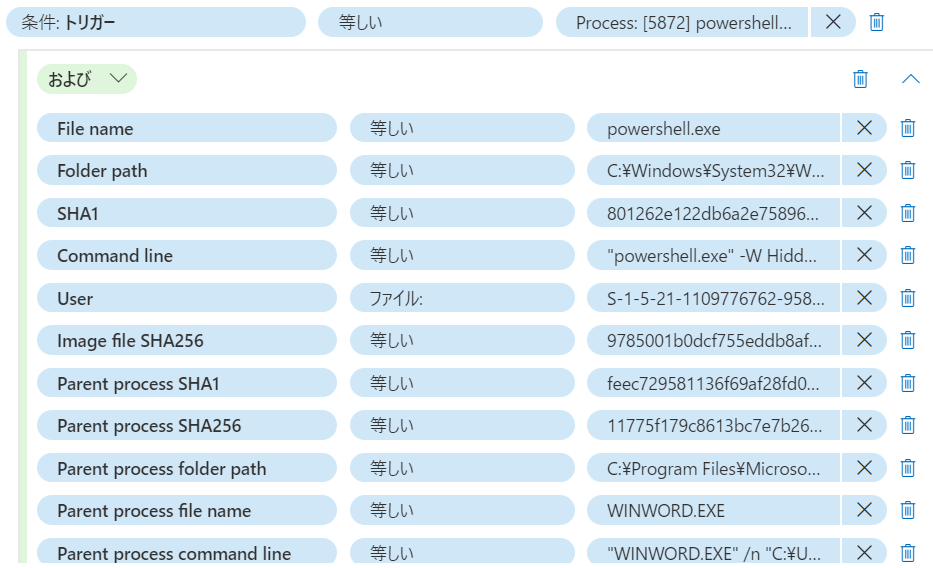 条件: トリガー 等しい Process: [5872] powershell...
および
File name 等しい powershell.exe
Folder path 等しい C:¥Windows¥System32¥W...
SHA1 等しい 801262e122db6a2e75896...
Command line 等しい "powershell.exe" -W Hidd...
User ファイル: S-1-5-21-1109776762-958...
Image file SHA256 等しい 9785001b0dcf755eddb8af...
Parent process SHA1 等しい feec729581136f69af28fd0...
Parent process SHA256 等しい 11775f179c8613bc7e7b26...
Parent process folder path 等しい C:¥Program Files¥Microso...
Parent process file name 等しい WINWORD.EXE
Parent process command line 等しい "WINWORD.EXE" /n "C:¥U...